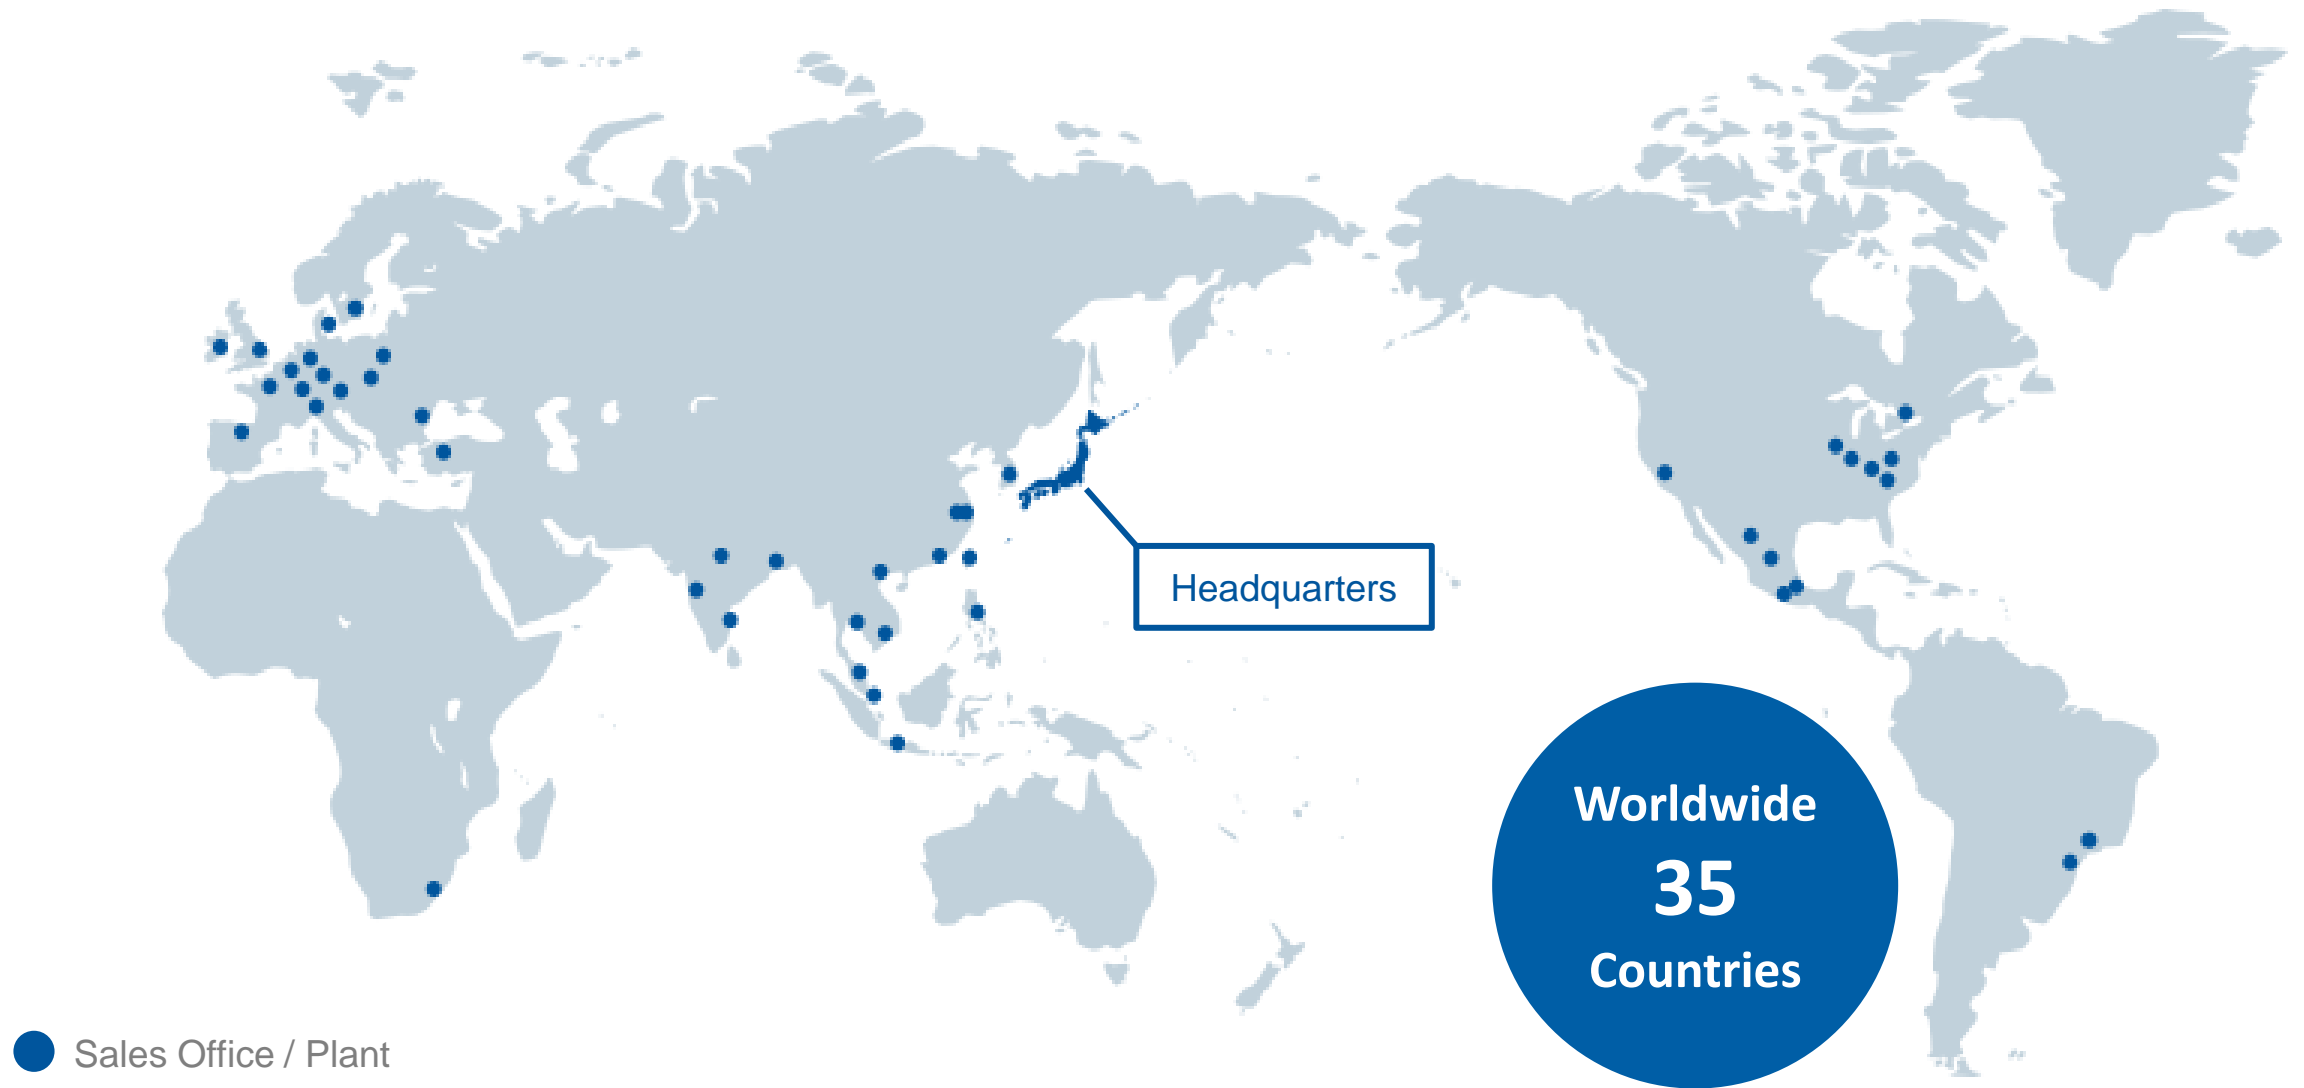 Headquarters
Worldwide
35
Countries
Sales Office / Plant